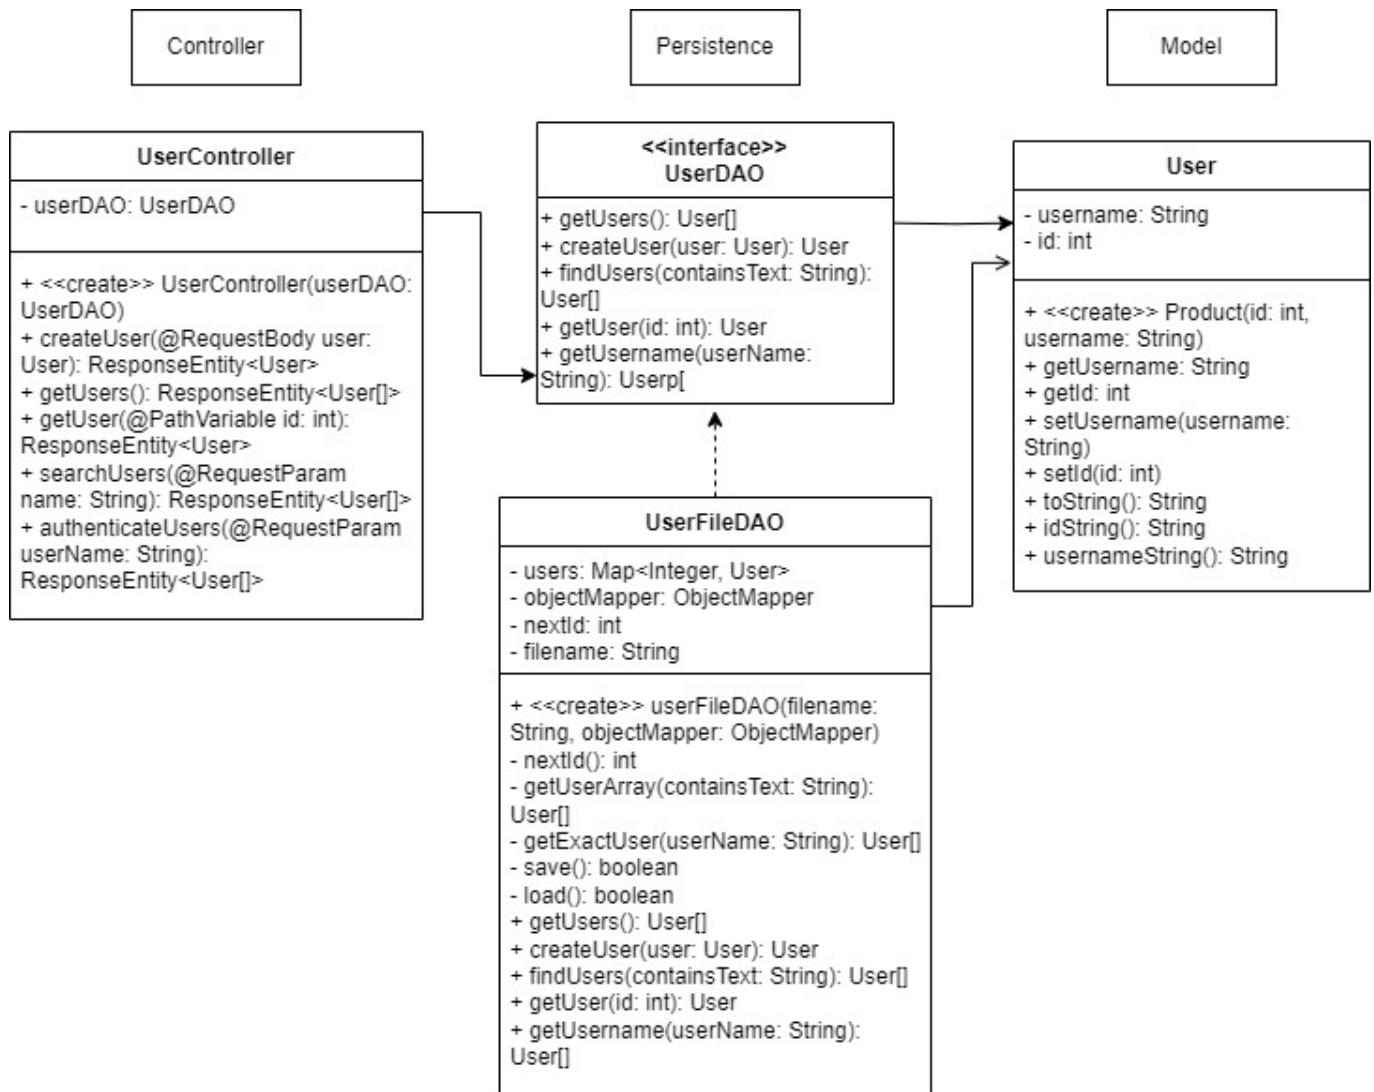 Controller
Persistence
Model
UserController
- userDAO: UserDAO
+ <<create>> UserController(userDAO:
UserDAO)
+ createUser(@RequestBody user:
User): ResponseEntity<User>
+ getUsers(): ResponseEntity<User[]>
+ getUser(@PathVariable id: int):
ResponseEntity<User>
+ searchUsers(@RequestParam
name: String): ResponseEntity<User[]>
+ authenticateUsers(@RequestParam
userName: String):
ResponseEntity<User[]>
<<interface>>
UserDAO
+ getUsers(): User[]
+ createUser(user: User): User
+ findUsers(containsText: String):
User[]
+ getUser(id: int): User
+ getUsername(userName:
String): Userp[
User
- username: String
- id: int
+ <<create>> Product(id: int,
username: String)
+ getUsername: String
+ getId: int
+ setUsername(username:
String)
+ setId(id: int)
+ toString(): String
+ idString(): String
+ usernameString(): String
UserFileDAO
- users: Map<Integer, User>
- objectMapper: ObjectMapper
- nextId: int
- filename: String
+ <<create>> userFileDAO(filename:
String, objectMapper: ObjectMapper)
- nextId(): int
- getUserArray(containsText: String):
User[]
- getExactUser(userName: String): User[]
- save(): boolean
- load(): boolean
+ getUsers(): User[]
+ createUser(user: User): User
+ findUsers(containsText: String): User[]
+ getUser(id: int): User
+ getUsername(userName: String):
User[]